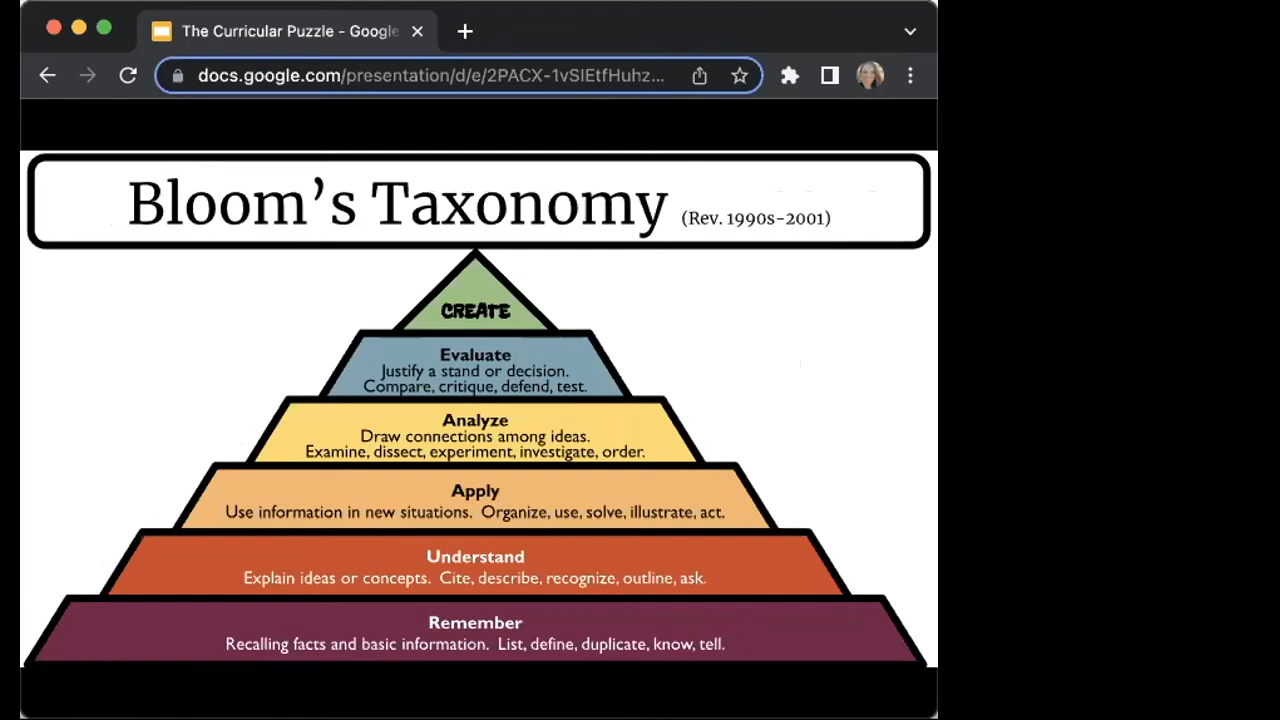 The Curricular Puzzle - Google
docs.google.com/presentation/d/e/2PACX-1vSlEtfHuhz...
Bloom’s Taxonomy (Rev. 1990s-2001)
CREATE
Evaluate
Justify a stand or decision.
Compare, critique, defend, test.
Analyze
Draw connections among ideas.
Examine, dissect, experiment, investigate, order.
Apply
Use information in new situations. Organize, use, solve, illustrate, act.
Understand
Explain ideas or concepts. Cite, describe, recognize, outline, ask.
Remember
Recalling facts and basic information. List, define, duplicate, know, tell.